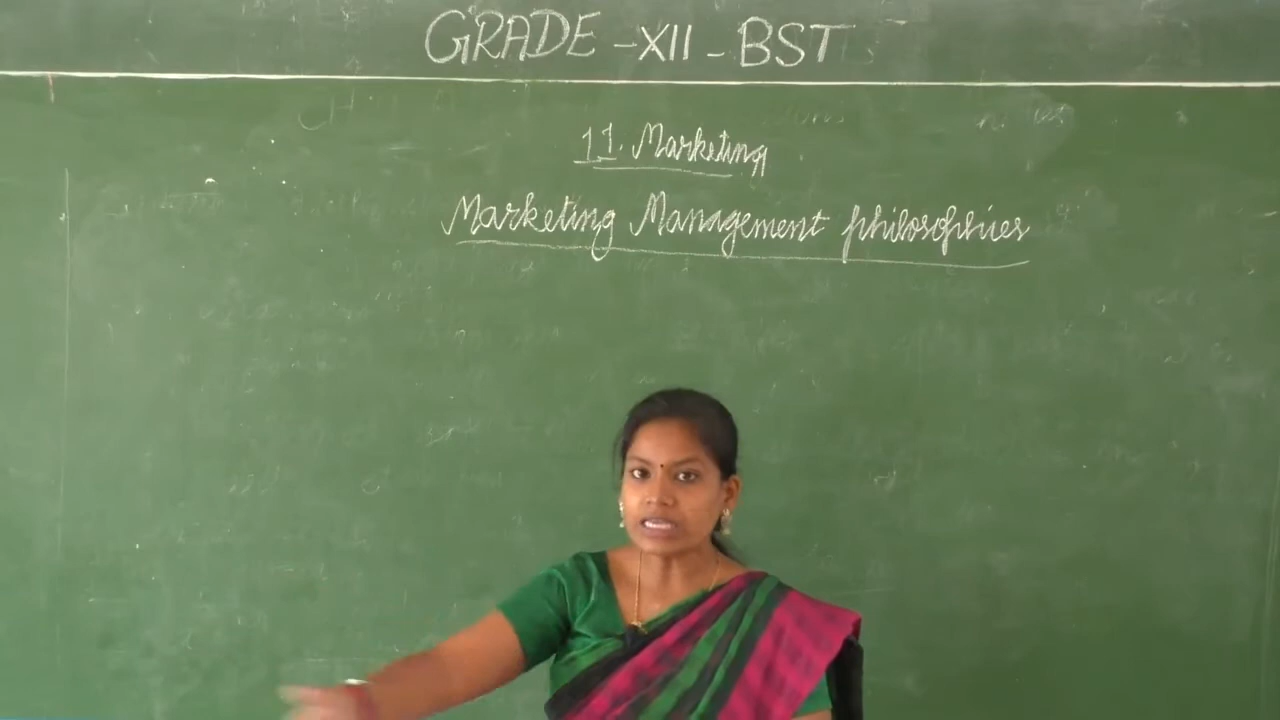 GRADE - XII - BST
11. Marketing
Marketing Management philosophies